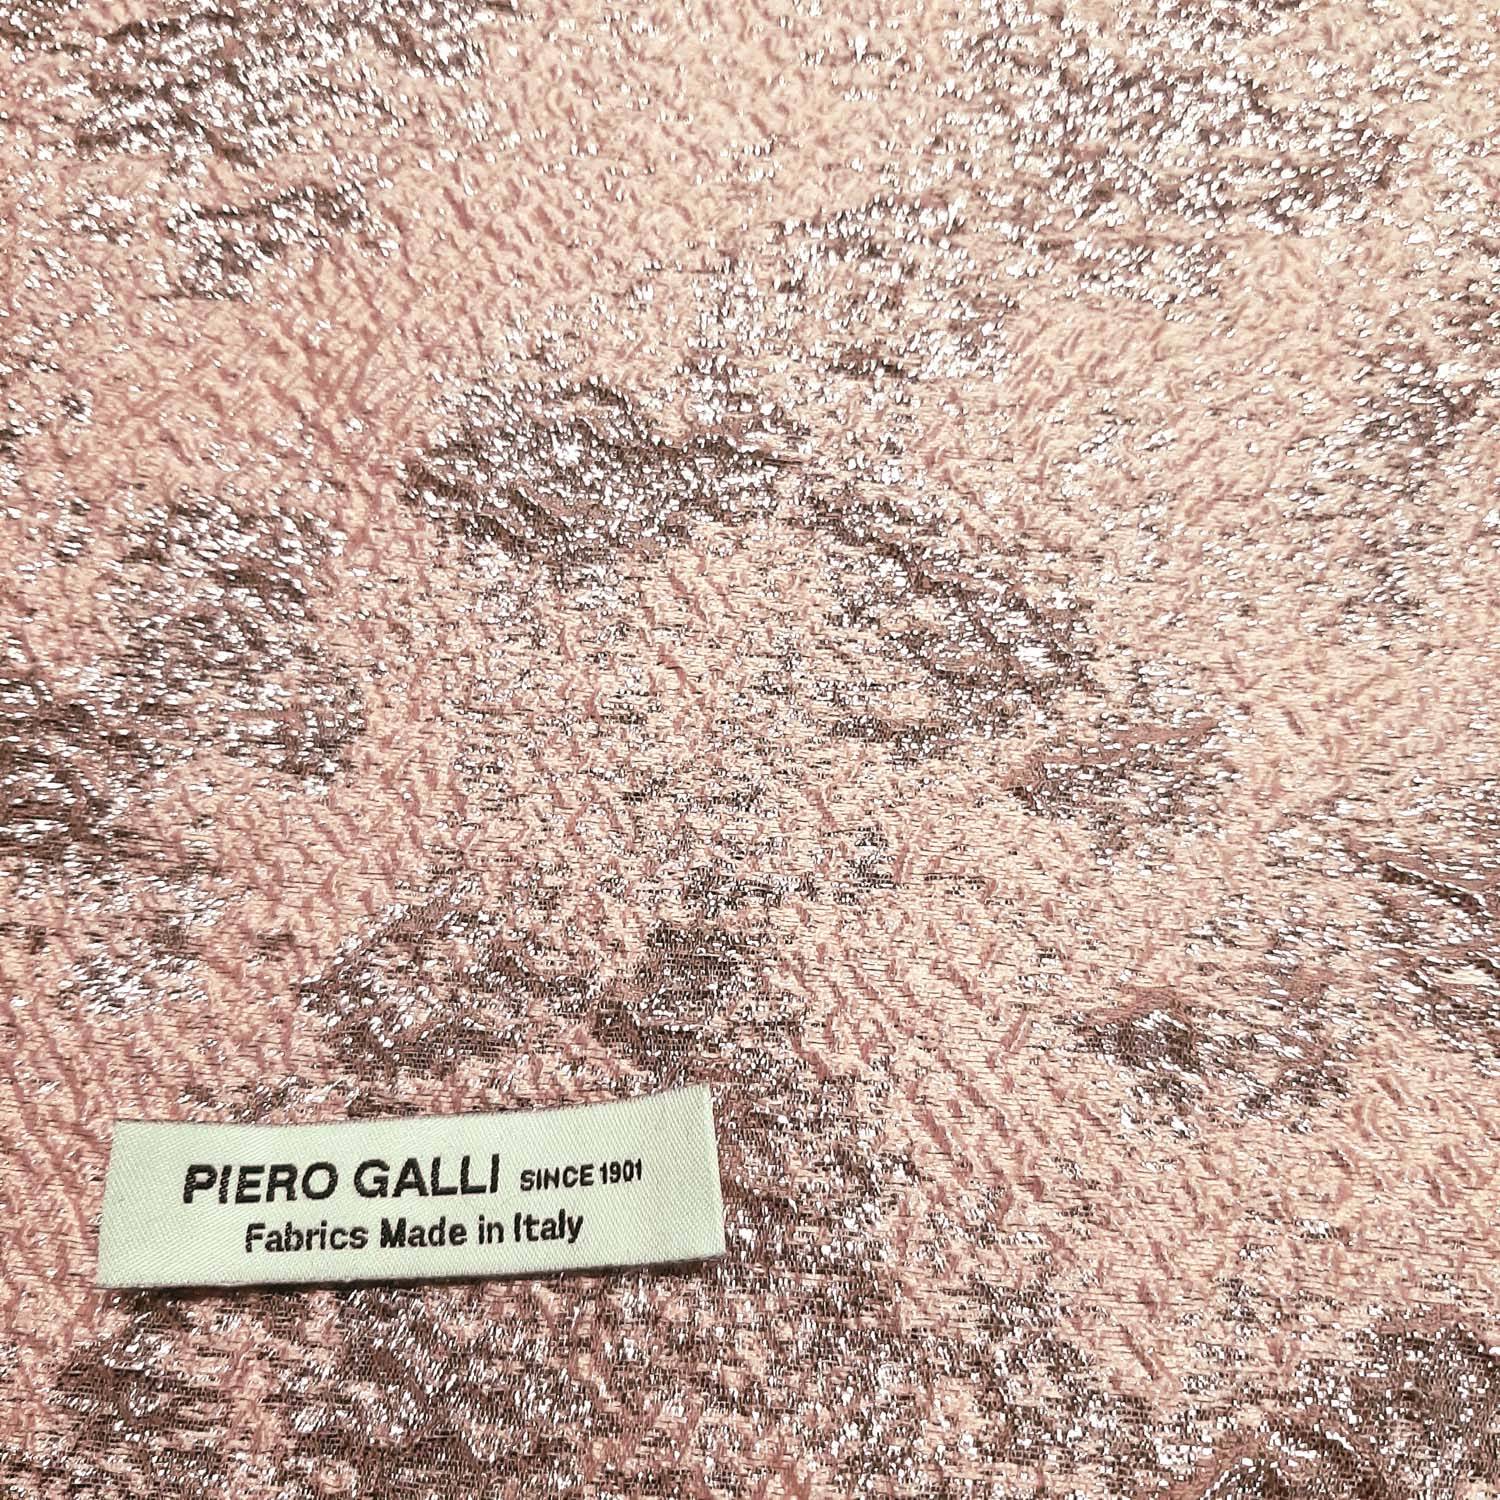 PIERO GALLI SINCE 1901
Fabrics Made in Italy